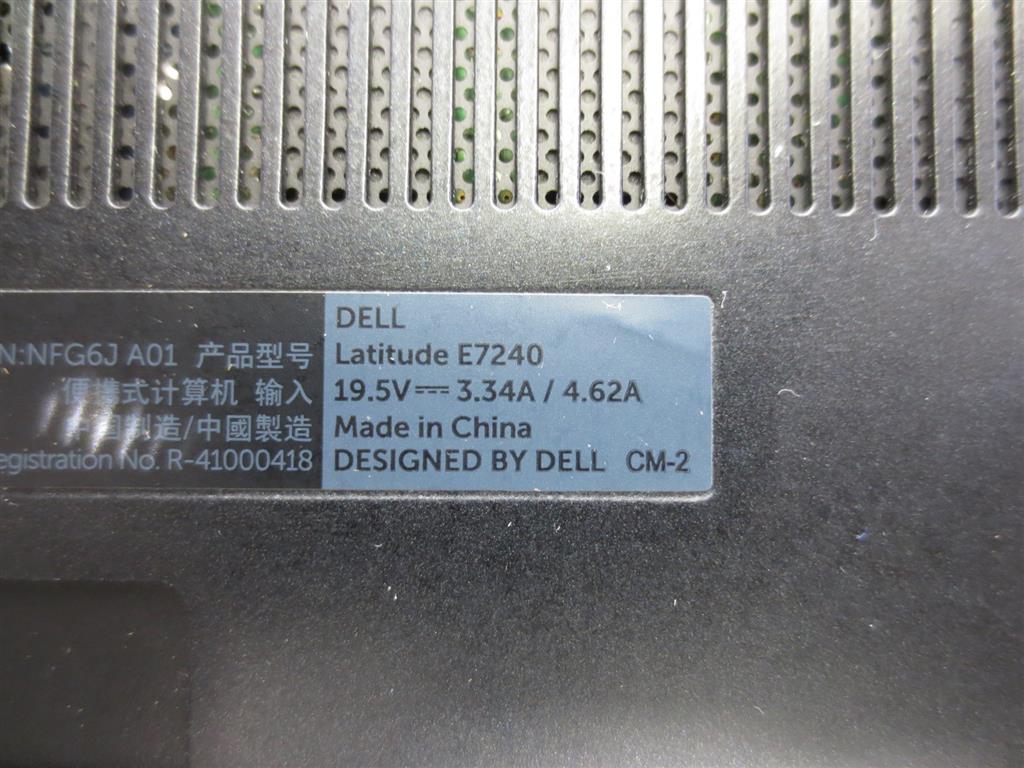 DELL
N:NFG6J A01 产品型号 Latitude E7240
便携式计算机 输入 19.5V⎓ 3.34A / 4.62A
中国制造/中國製造 Made in China
egistration No. R-41000418 DESIGNED BY DELL CM-2